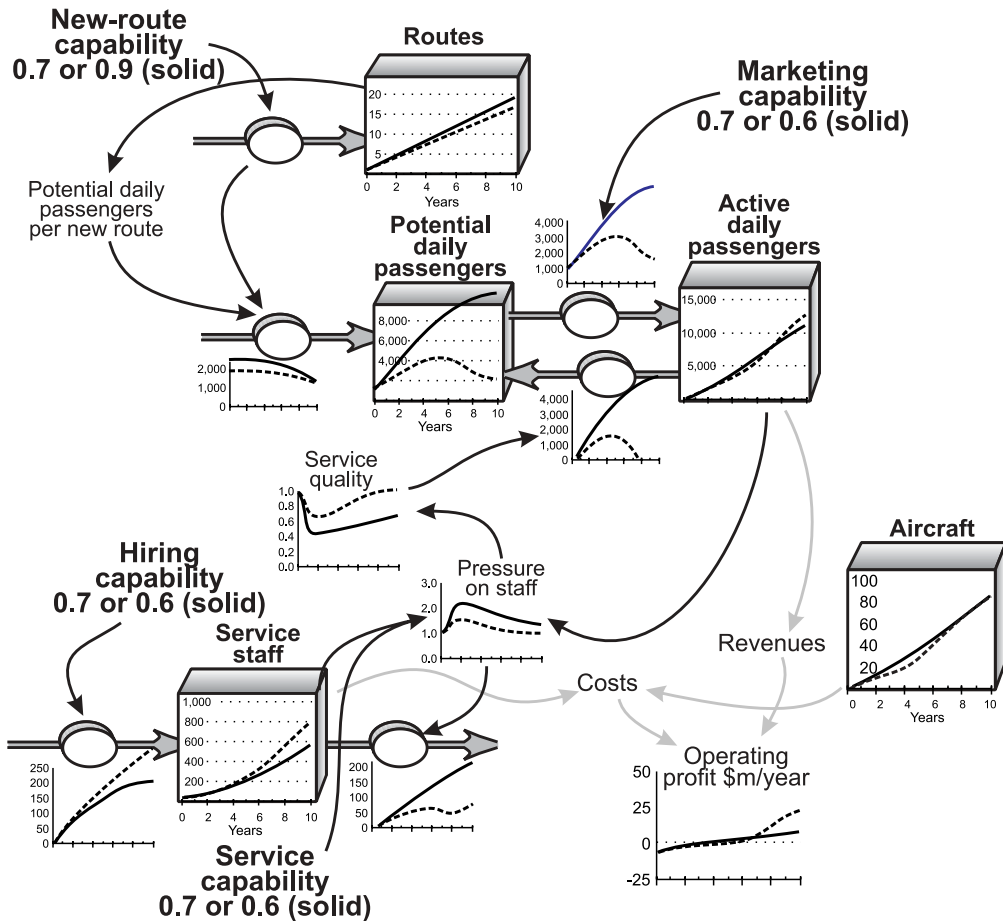 New-route
capability
0.7 or 0.9 (solid)
Routes
20
15
10
5
0 2 4 6 8 10
Years
Marketing
capability
0.7 or 0.6 (solid)
Potential daily
passengers
per new route
Potential
daily
passengers
8,000
6,000
4,000
2,000
0 2 4 6 8 10
Years
2,000
1,000
0
4,000
3,000
2,000
1,000
0
Active
daily
passengers
15,000
10,000
5,000
4,000
3,000
2,000
1,000
0
Service
quality
1.0
0.8
0.6
0.4
0.2
0.0
Pressure
on staff
3.0
2.0
1.0
0.0
Hiring
capability
0.7 or 0.6 (solid)
250
200
150
100
50
0
Service
staff
1,000
800
600
400
200
0 2 4 6 8 10
Years
200
150
100
50
0
Service
capability
0.7 or 0.6 (solid)
Aircraft
100
80
60
40
20
0 2 4 6 8 10
Years
Revenues
Costs
Operating
profit $m/year
50
25
0
-25